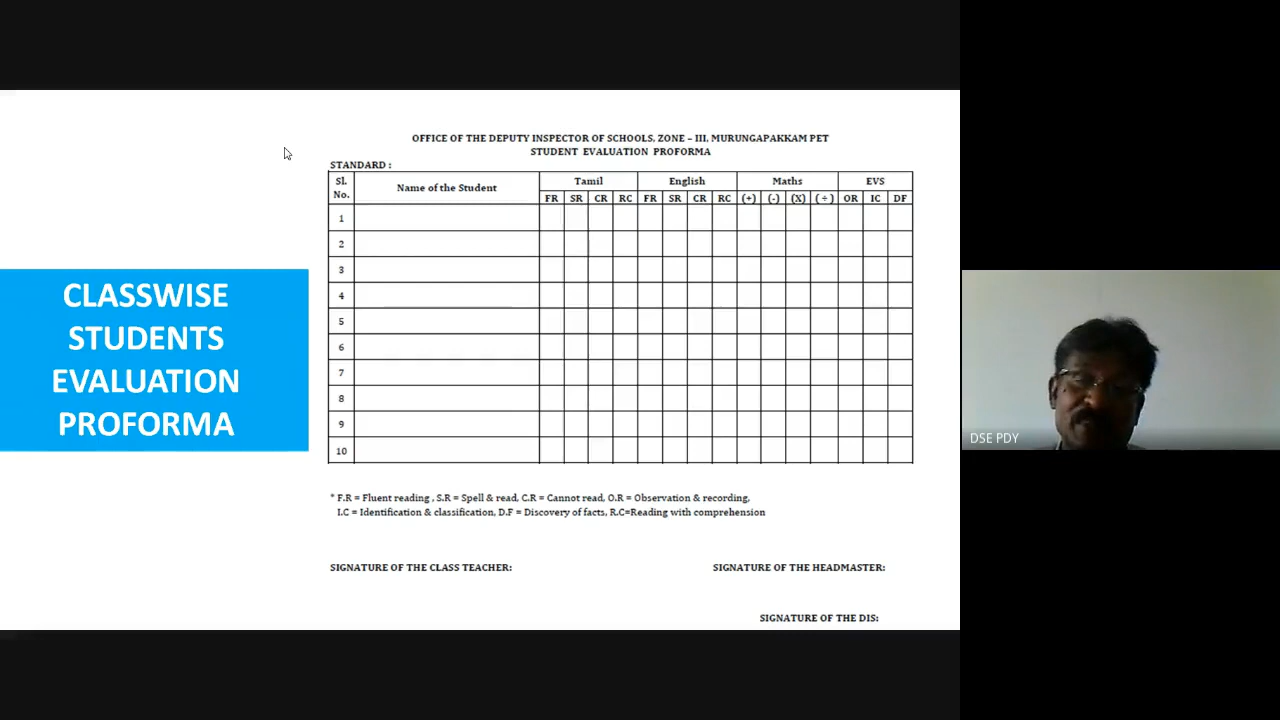 OFFICE OF THE DEPUTY INSPECTOR OF SCHOOLS, ZONE – III, MURUNGAPAKKAM PET
STUDENT EVALUATION PROFORMA
STANDARD :
Sl. No. Name of the Student Tamil English Maths EVS
FR SR CR RC FR SR CR RC (+) (-) (X) (÷) OR IC DF
1
2
3
4
5
6
7
8
9
10
CLASSWISE
STUDENTS
EVALUATION
PROFORMA
* F.R = Fluent reading , S.R = Spell & read, C.R = Cannot read, O.R = Observation & recording,
I.C = Identification & classification, D.F = Discovery of facts, R.C=Reading with comprehension
SIGNATURE OF THE CLASS TEACHER: SIGNATURE OF THE HEADMASTER:
SIGNATURE OF THE DIS:
DSE PDY